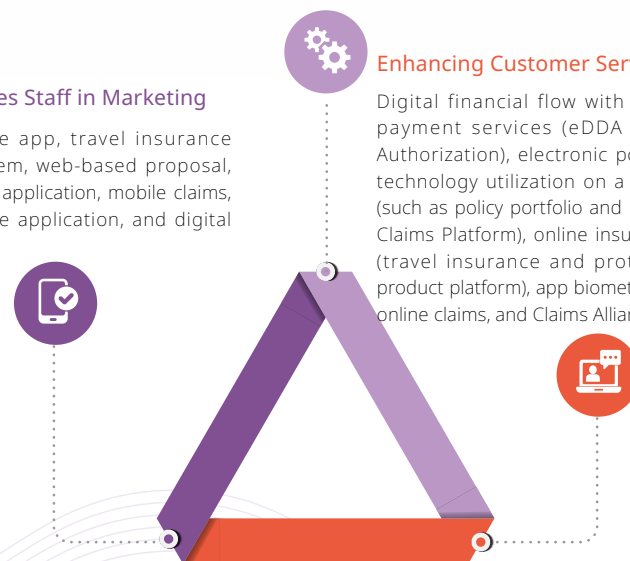 es Staff in Marketing
e app, travel insurance
em, web-based proposal,
application, mobile claims,
e application, and digital
Enhancing Customer Ser
Digital financial flow with
payment services (eDDA
Authorization), electronic po
technology utilization on a
(such as policy portfolio and
Claims Platform), online insu
(travel insurance and prot
product platform), app biomet
online claims, and Claims Allia